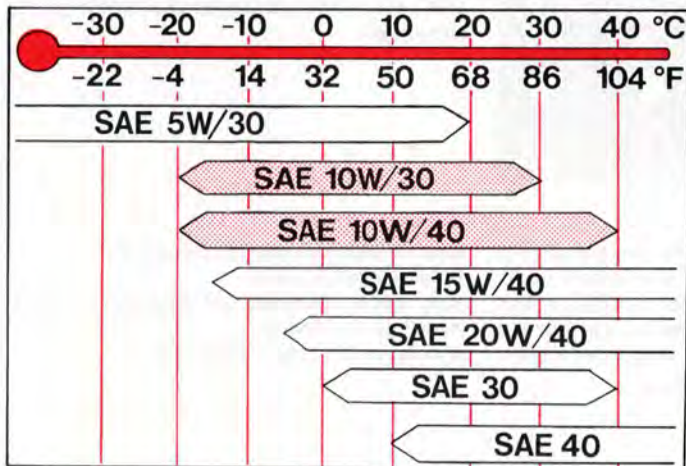 −30 −20 −10 0 10 20 30 40 °C
−22 −4 14 32 50 68 86 104 °F
SAE 5W/30
SAE 10W/30
SAE 10W/40
SAE 15W/40
SAE 20W/40
SAE 30
SAE 40